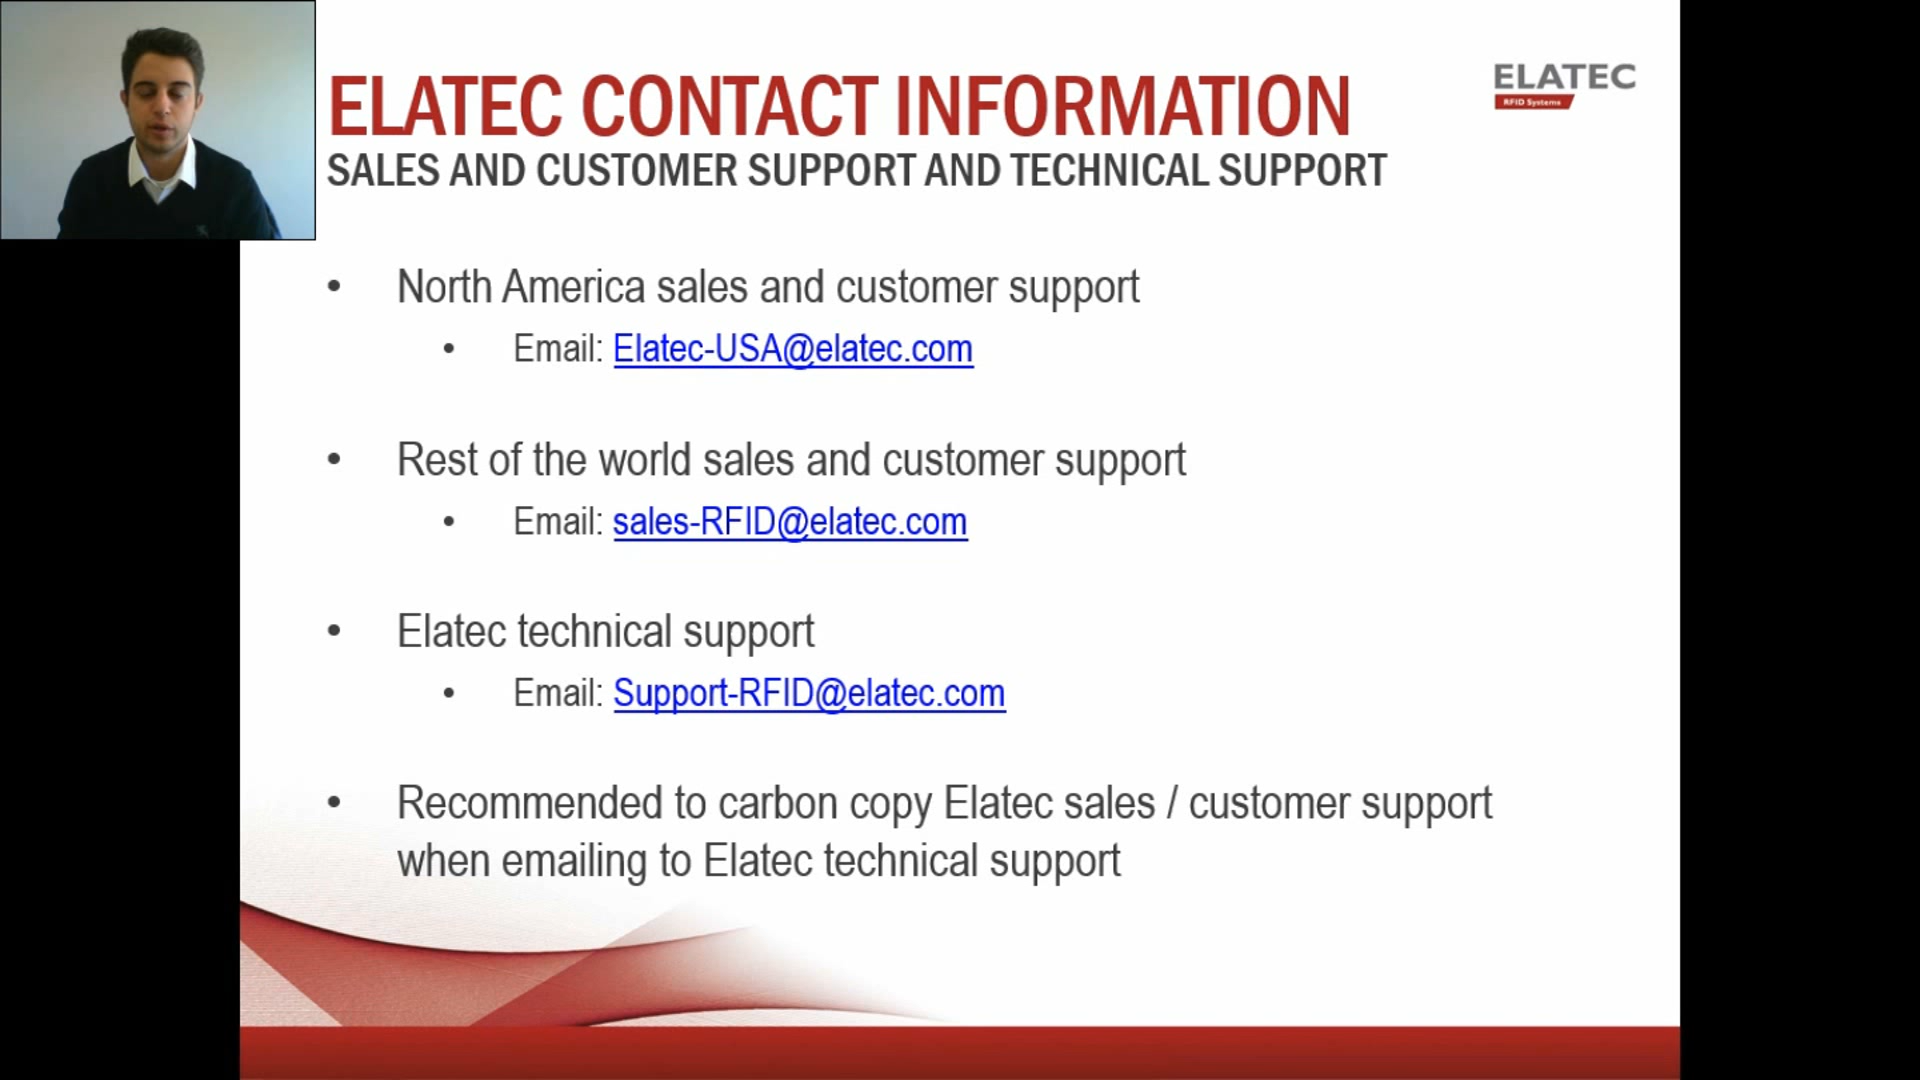 ELATEC CONTACT INFORMATION
SALES AND CUSTOMER SUPPORT AND TECHNICAL SUPPORT
ELATEC
RFID Systems
• North America sales and customer support
• Email: Elatec-USA@elatec.com
• Rest of the world sales and customer support
• Email: sales-RFID@elatec.com
• Elatec technical support
• Email: Support-RFID@elatec.com
• Recommended to carbon copy Elatec sales / customer support
when emailing to Elatec technical support